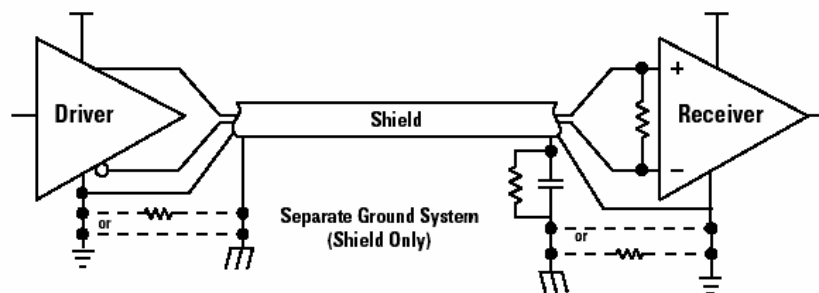 Driver
Shield
+
Receiver
-
or
Separate Ground System
(Shield Only)
or